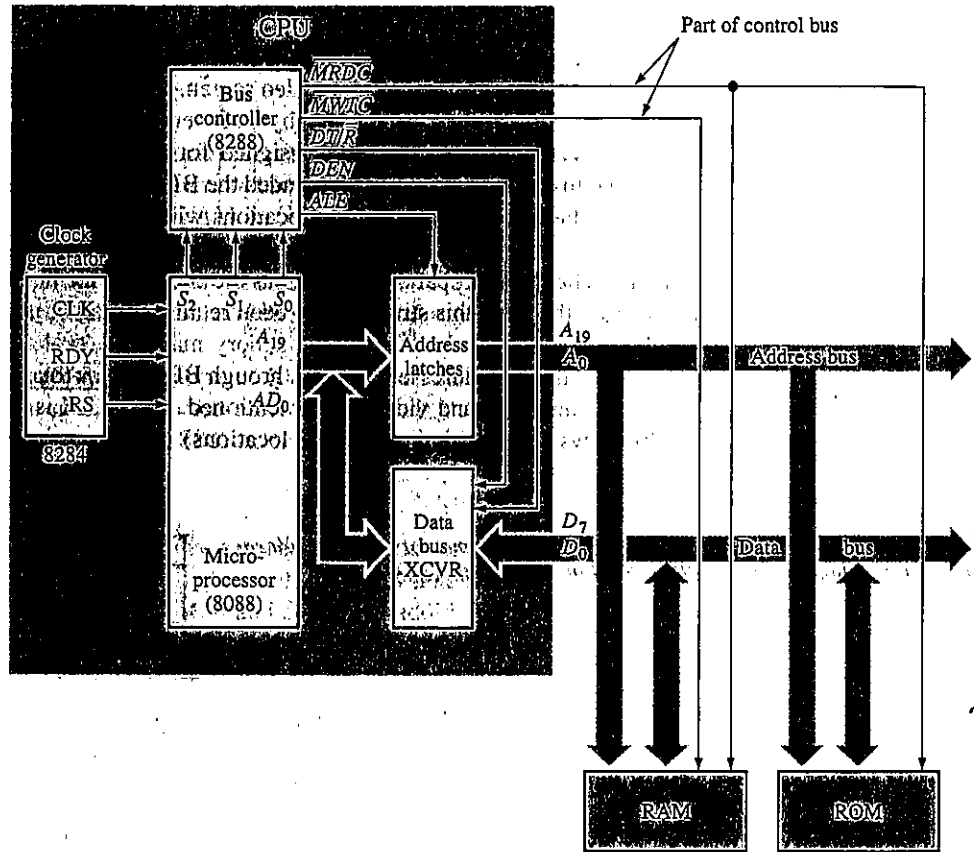 CPU
Part of control bus
MRDC
Bus
controller
(8288)
MWTC
DT/R
DEN
ALE
Clock
generator
CLK
RDY
RS
8284
S2 S1 S0
A19
AD0
Micro-
processor
(8088)
Address
latches
Data
bus
XCVR
A19
A0
Address bus
D7
D0
Data bus
RAM
ROM